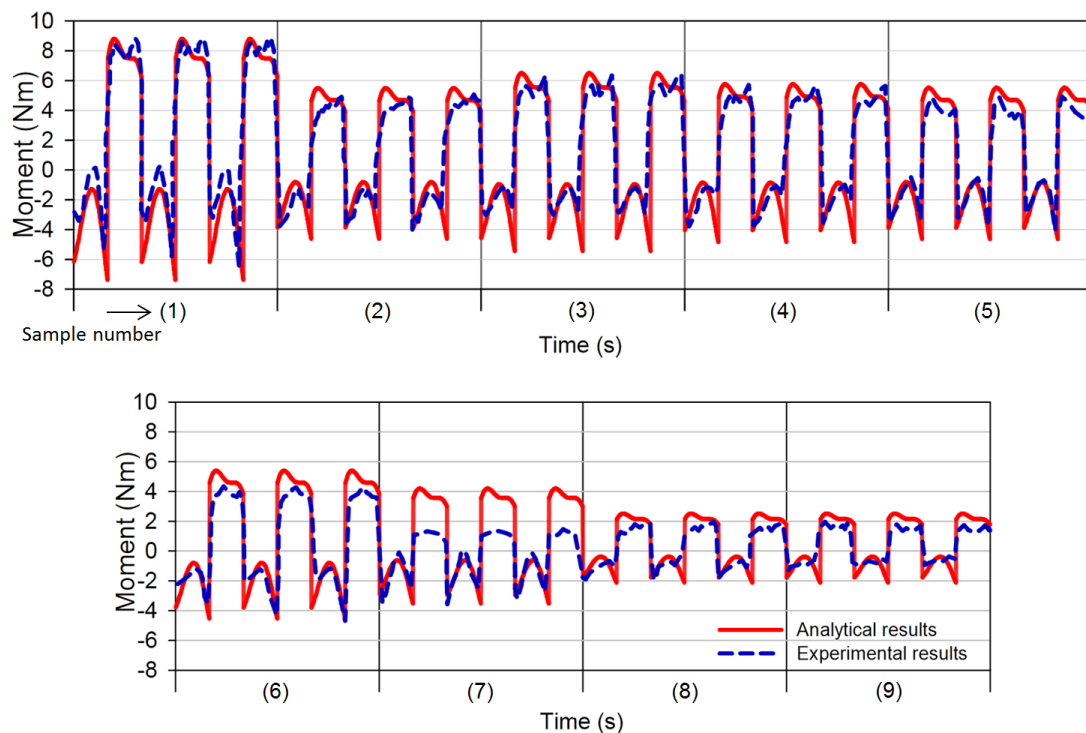 10
8
6
4
2
0
-2
-4
-6
-8
Moment (Nm)
Sample number
(1) (2) (3) (4) (5)
Time (s)
10
8
6
4
2
0
-2
-4
-6
-8
Moment (Nm)
Analytical results
Experimental results
(6) (7) (8) (9)
Time (s)